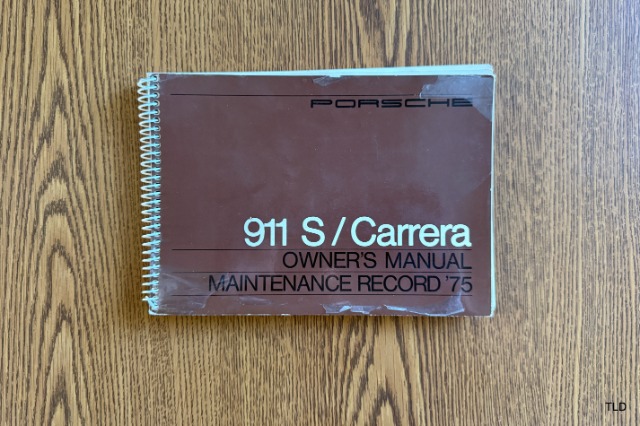 PORSCHE
911 S / Carrera
OWNER'S MANUAL
MAINTENANCE RECORD '75
TLD